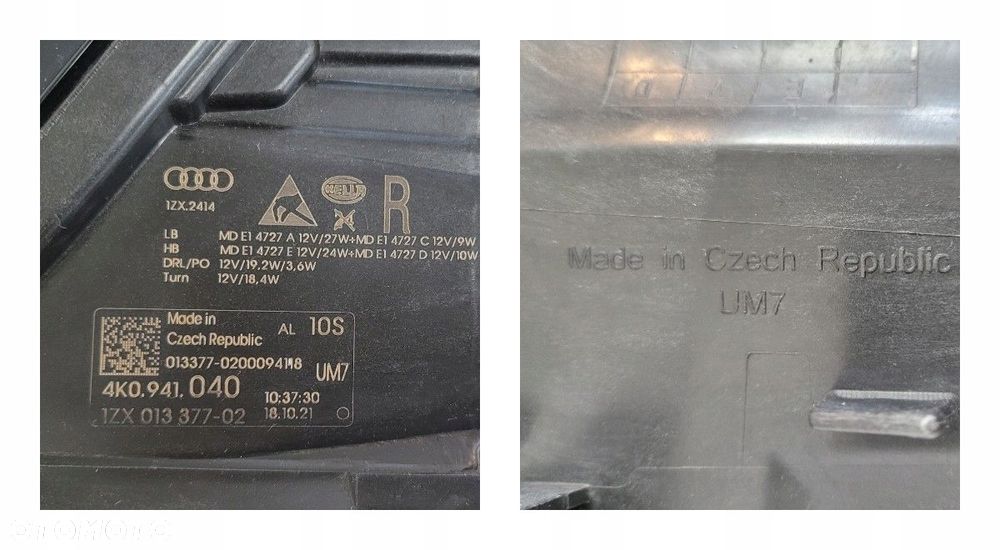 1ZX.2414
HELLA
R
LB MD E1 4727 A 12V/27W+MD E1 4727 C 12V/9W
HB MD E1 4727 E 12V/24W+MD E1 4727 D 12V/10W
DRL/PO 12V/19.2W/3,6W
Turn 12V/18,4W
Made in
Czech Republic
AL 10S
013377-0200094118
UM7
4K0.941.040
10:37:30
1ZX 013 377-02
18.10.21
E A D
Made in Czech Republic
UM7
OTOMOTO